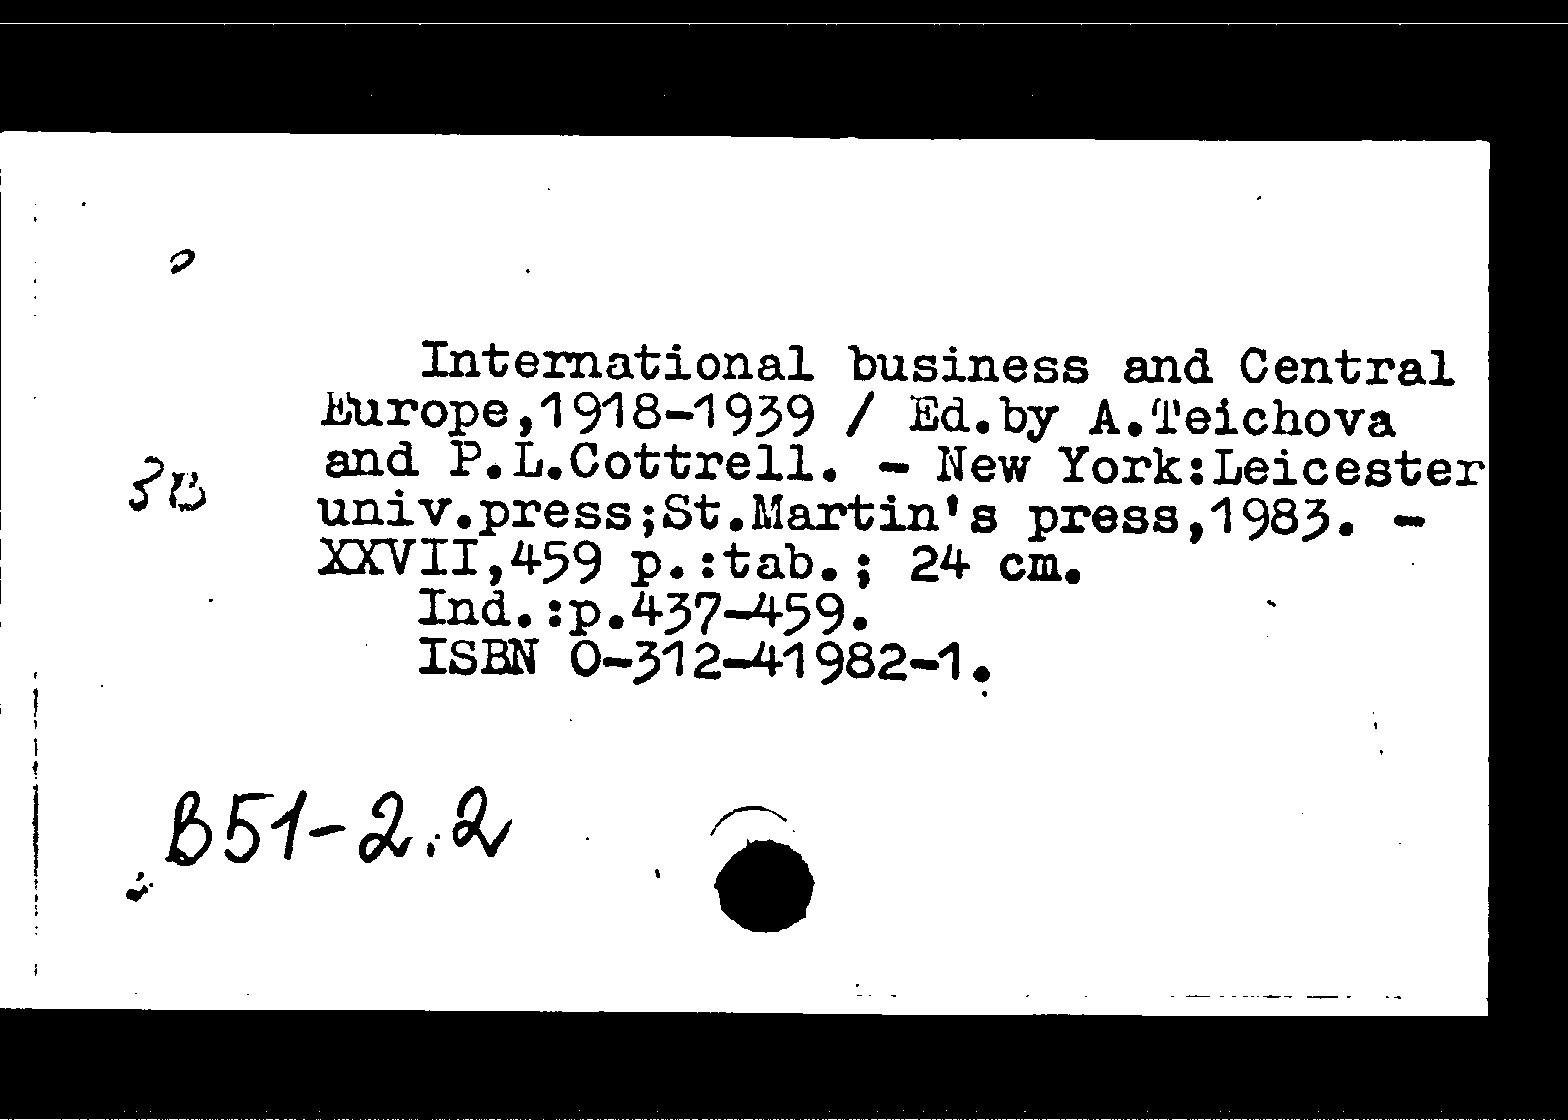 International business and Central
Europe,1918-1939 / Ed.by A.Teichova
and P.L.Cottrell. - New York:Leicester
univ.press;St.Martin's press,1983. -
XXVII,459 p.:tab.; 24 cm.
Ind.:p.437-459.
ISBN 0-312-41982-1.
B51-2.2